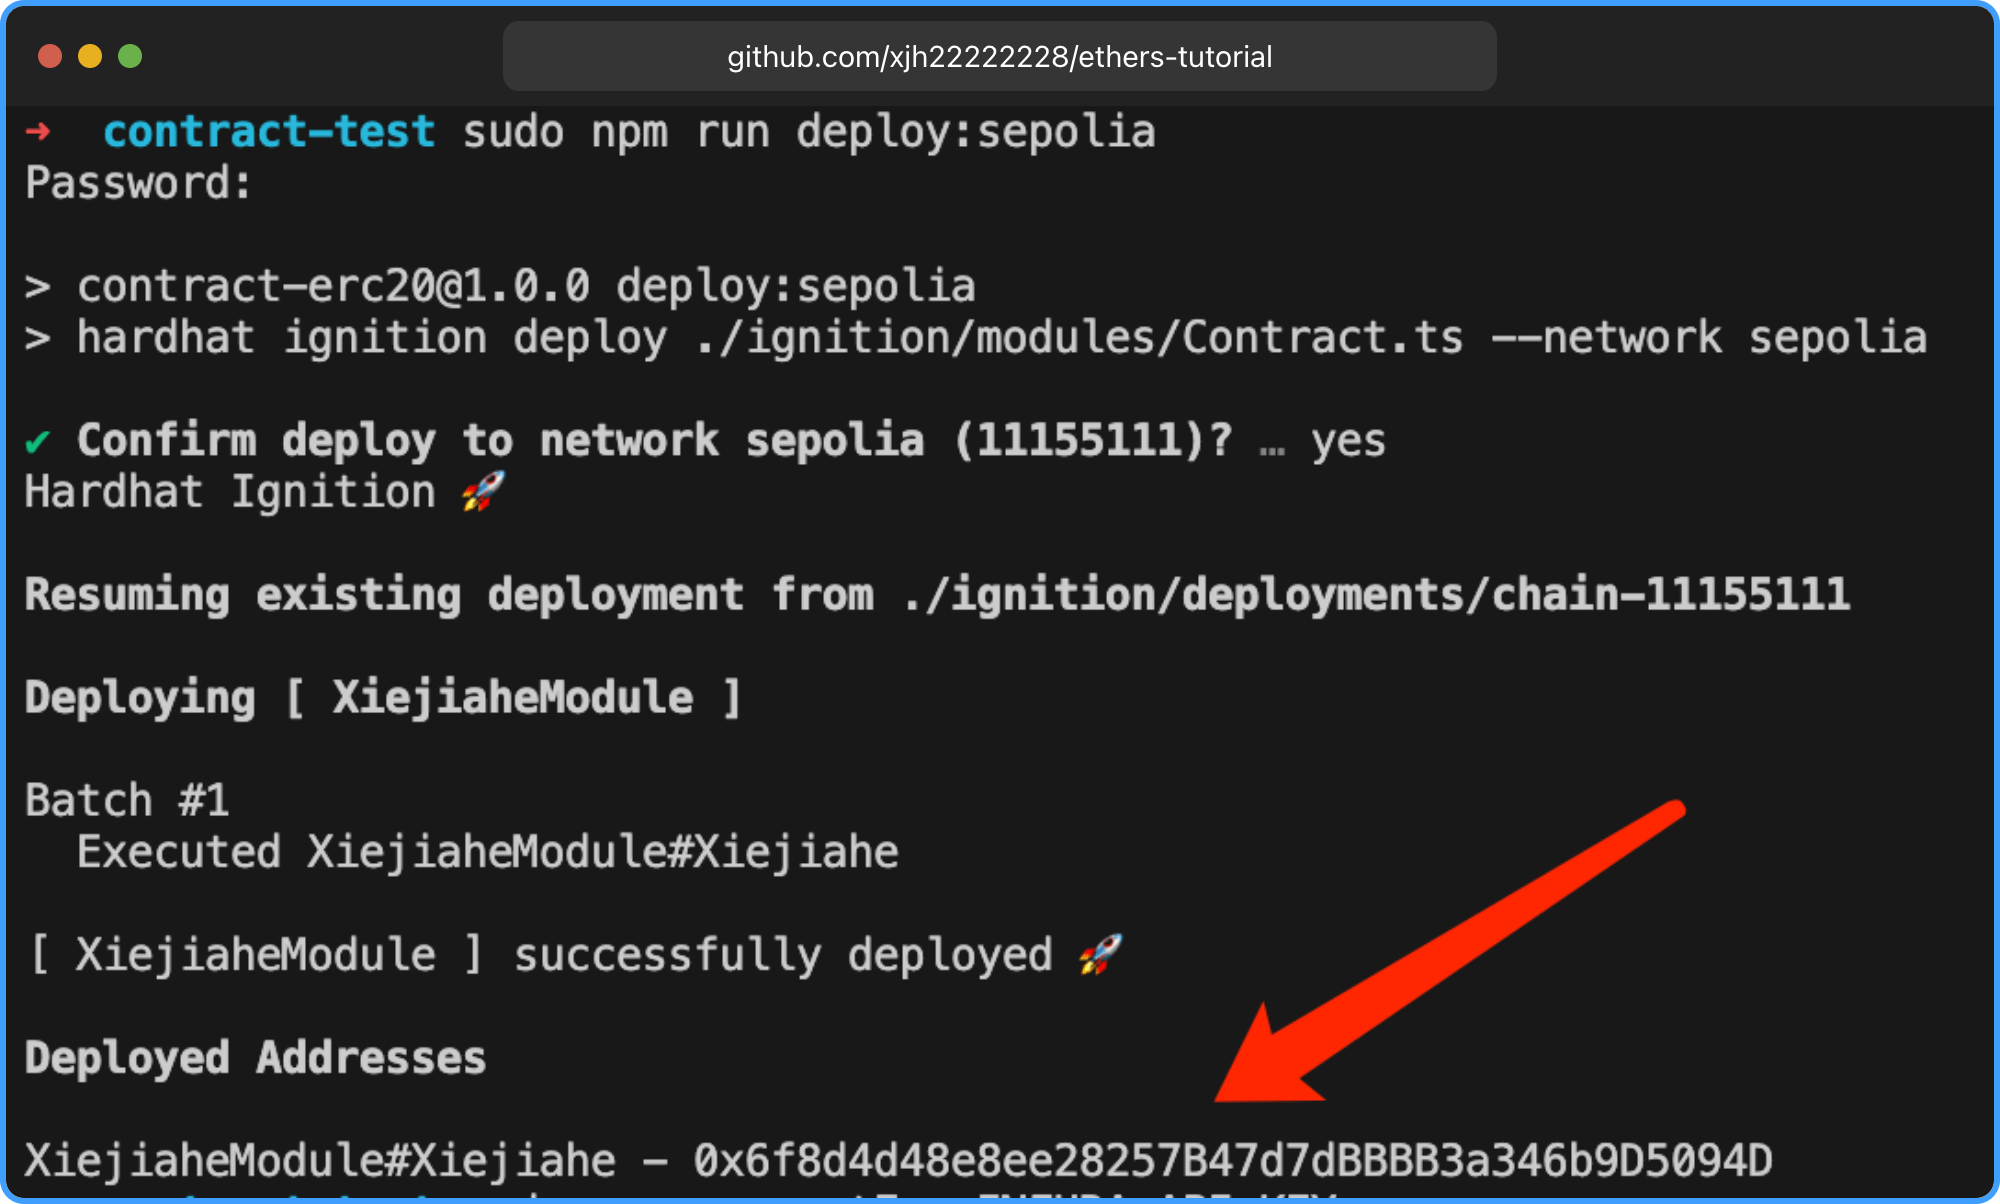 github.com/xjh22222228/ethers-tutorial
➜ contract-test sudo npm run deploy:sepolia
Password:
> contract-erc20@1.0.0 deploy:sepolia
> hardhat ignition deploy ./ignition/modules/Contract.ts --network sepolia
✔ Confirm deploy to network sepolia (11155111)? … yes
Hardhat Ignition 🚀
Resuming existing deployment from ./ignition/deployments/chain-11155111
Deploying [ XiejiaheModule ]
Batch #1
Executed XiejiaheModule#Xiejiahe
[ XiejiaheModule ] successfully deployed 🚀
Deployed Addresses
XiejiaheModule#Xiejiahe - 0x6f8d4d48e8ee28257B47d7dBBBB3a346b9D5094D